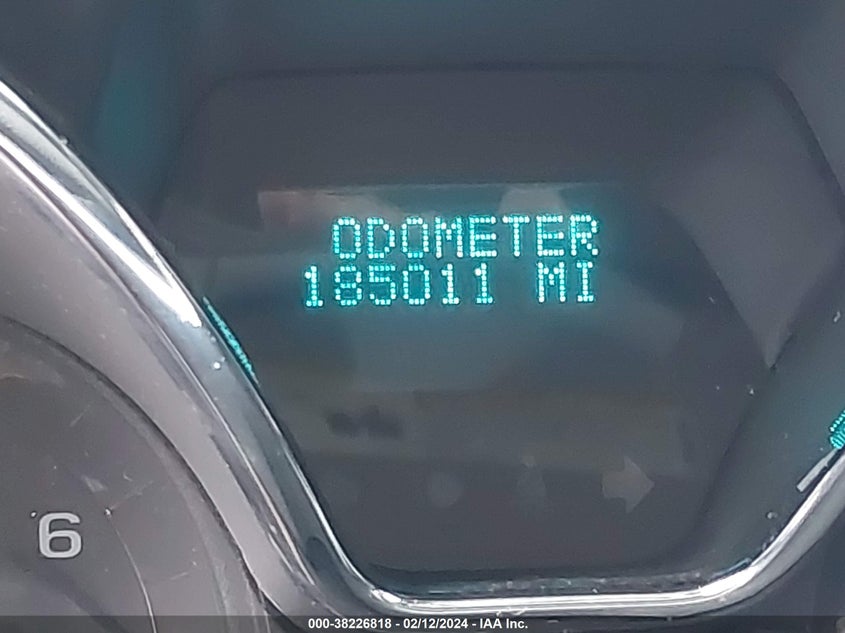 ODOMETER
185011 MI
6
000-38226818 - 02/12/2024 - IAA Inc.